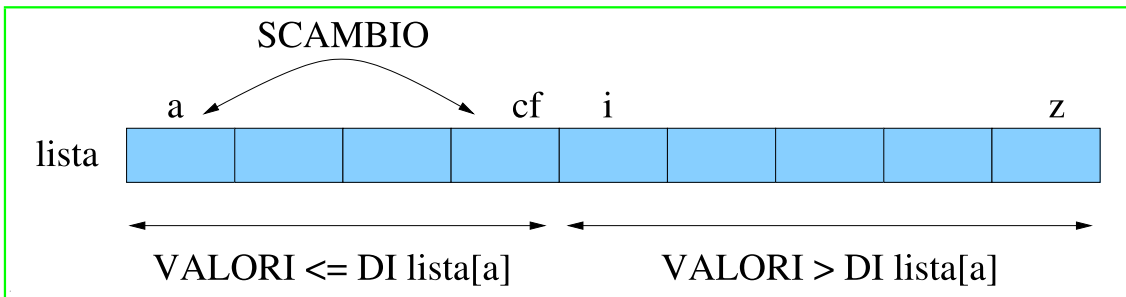 SCAMBIO
a cf i z
lista
VALORI <= DI lista[a] VALORI > DI lista[a]